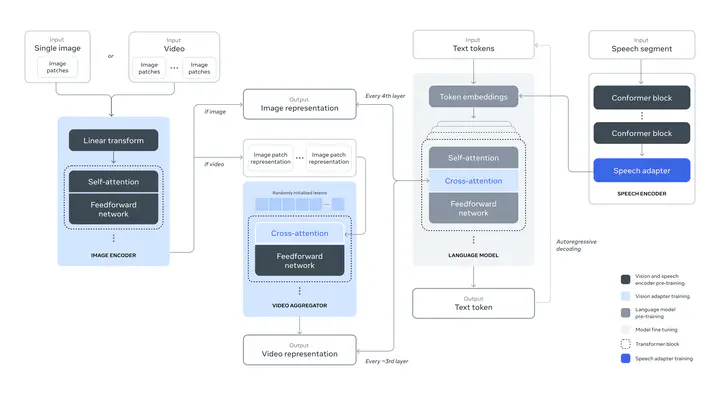 Input
Single image
Image
patches
or
Input
Video
Image
patches
Image
patches
Linear transform
Self-attention
Feedforward
network
IMAGE ENCODER
if image
if video
Output
Image representation
Image patch
representation
Image patch
representation
Randomly initialized latents
Cross-attention
Feedforward
network
VIDEO AGGREGATOR
Output
Video representation
Every 4th layer
Every ~3rd layer
Input
Text tokens
Token embeddings
Self-attention
Cross-attention
Feedforward
network
LANGUAGE MODEL
Output
Text token
Autoregressive
decoding
Input
Speech segment
Conformer block
Conformer block
Speech adapter
SPEECH ENCODER
Vision and speech
encoder pre-training
Vision adapter training
Language model
pre-training
Model fine tuning
Transformer block
Speech adapter training